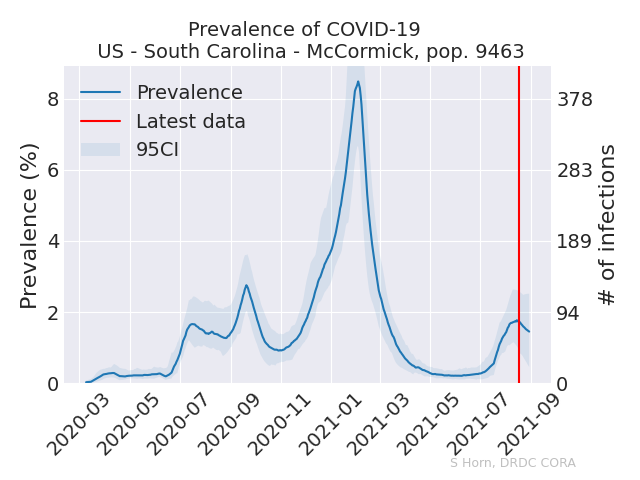 Prevalence of COVID-19
US - South Carolina - McCormick, pop. 9463
Prevalence
Latest data
95CI
Prevalence (%)
8
6
4
2
0
378
283
189
94
0
# of infections
2020-03
2020-05
2020-07
2020-09
2020-11
2021-01
2021-03
2021-05
2021-07
2021-09
S Horn, DRDC CORA